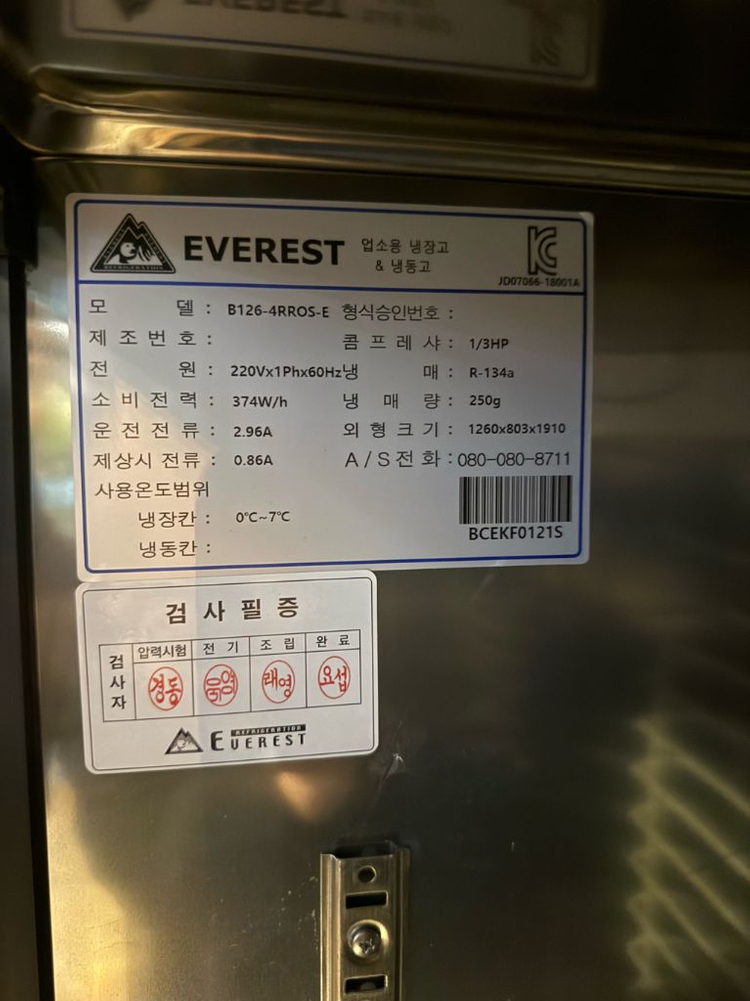 EVEREST 업소용 냉장고
& 냉동고
JD07066-18001A
모 델 : B126-4RROS-E 형식승인번호 :
제 조 번 호 : 콤 프 레 샤 : 1/3HP
전 원 : 220Vx1Phx60Hz 냉 매 : R-134a
소 비 전 력 : 374W/h 냉 매 량 : 250g
운 전 전 류 : 2.96A 외 형 크 기 : 1260x803x1910
제상시 전류 : 0.86A A/S전 화 : 080-080-8711
사용온도범위
냉장칸 : 0℃~7℃
냉동칸 :
BCEKF0121S
검 사 필 증
검사자 압력시험 전 기 조 립 완 료
경동 래영 요섭
REFRIGERATION
EVEREST